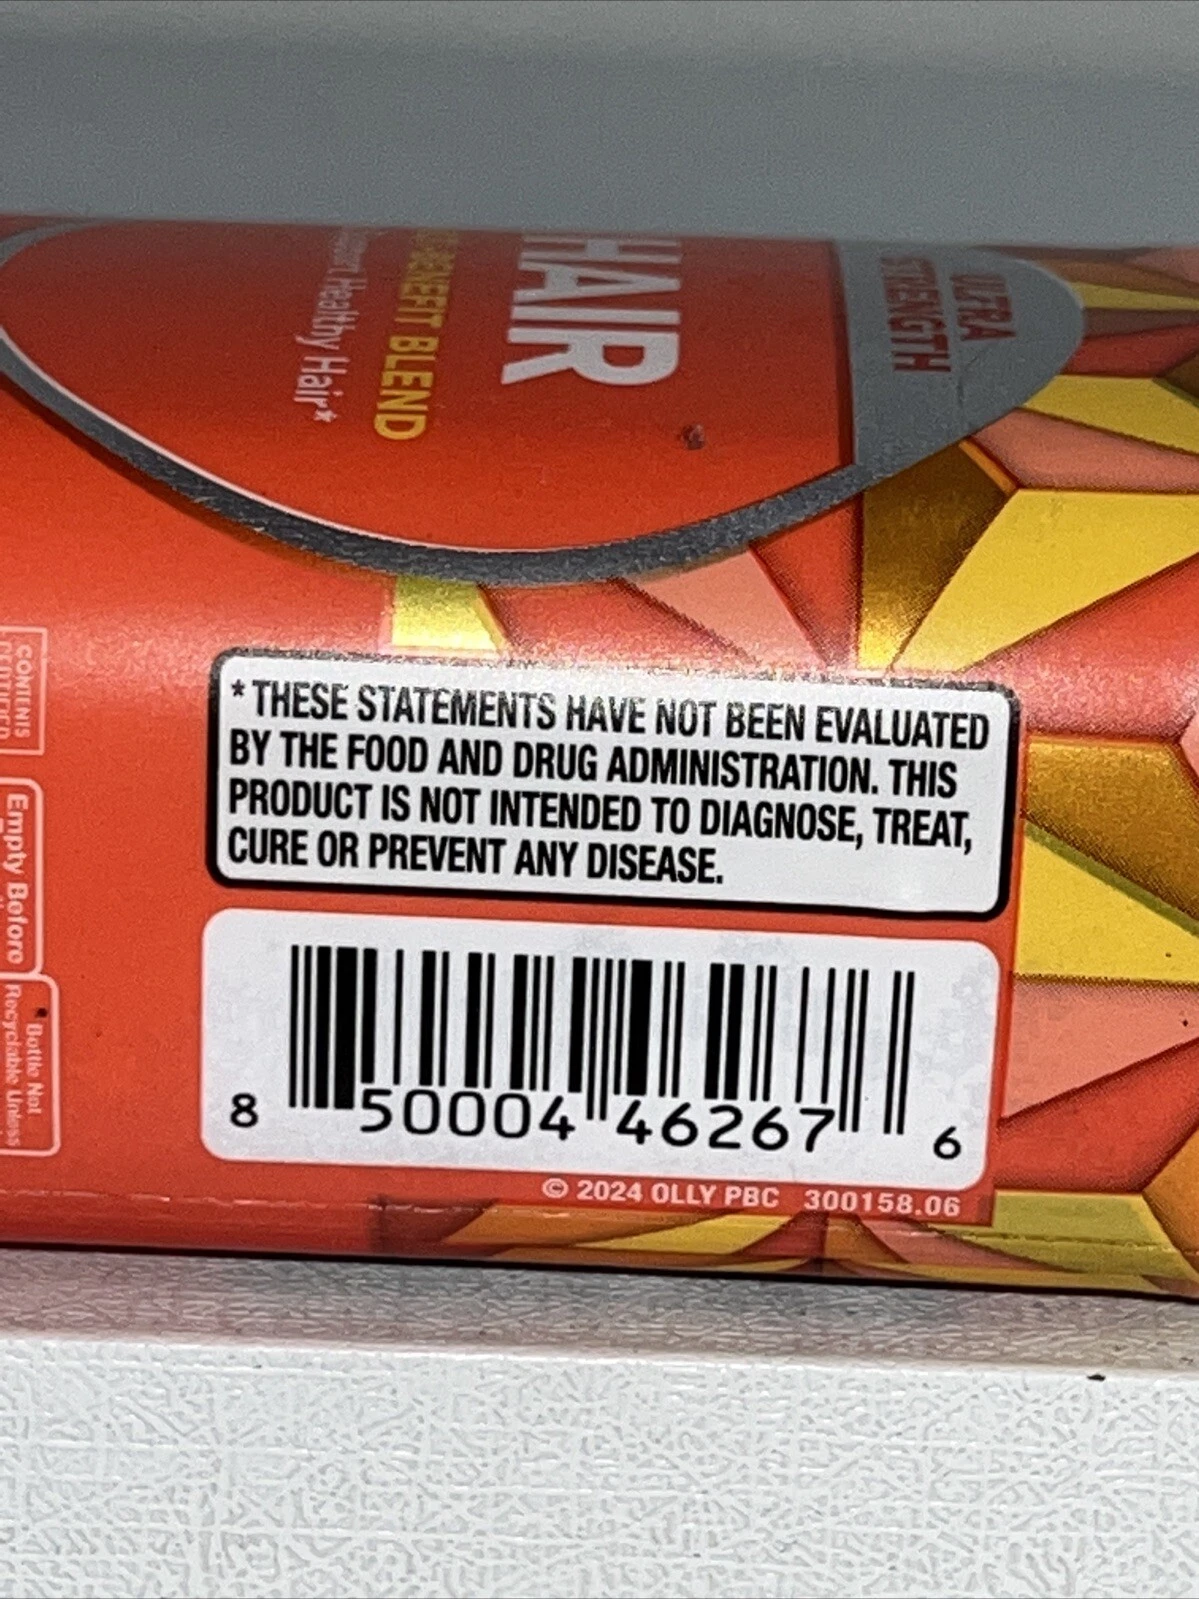 ULTRA
STRENGTH
HAIR
BENEFIT BLEND
Healthy Hair*
* THESE STATEMENTS HAVE NOT BEEN EVALUATED
BY THE FOOD AND DRUG ADMINISTRATION. THIS
PRODUCT IS NOT INTENDED TO DIAGNOSE, TREAT,
CURE OR PREVENT ANY DISEASE.
CONTENTS
Empty Before
* Bottle Not
Recyclable Unless
8 50004 46267 6
© 2024 OLLY PBC 300158.06